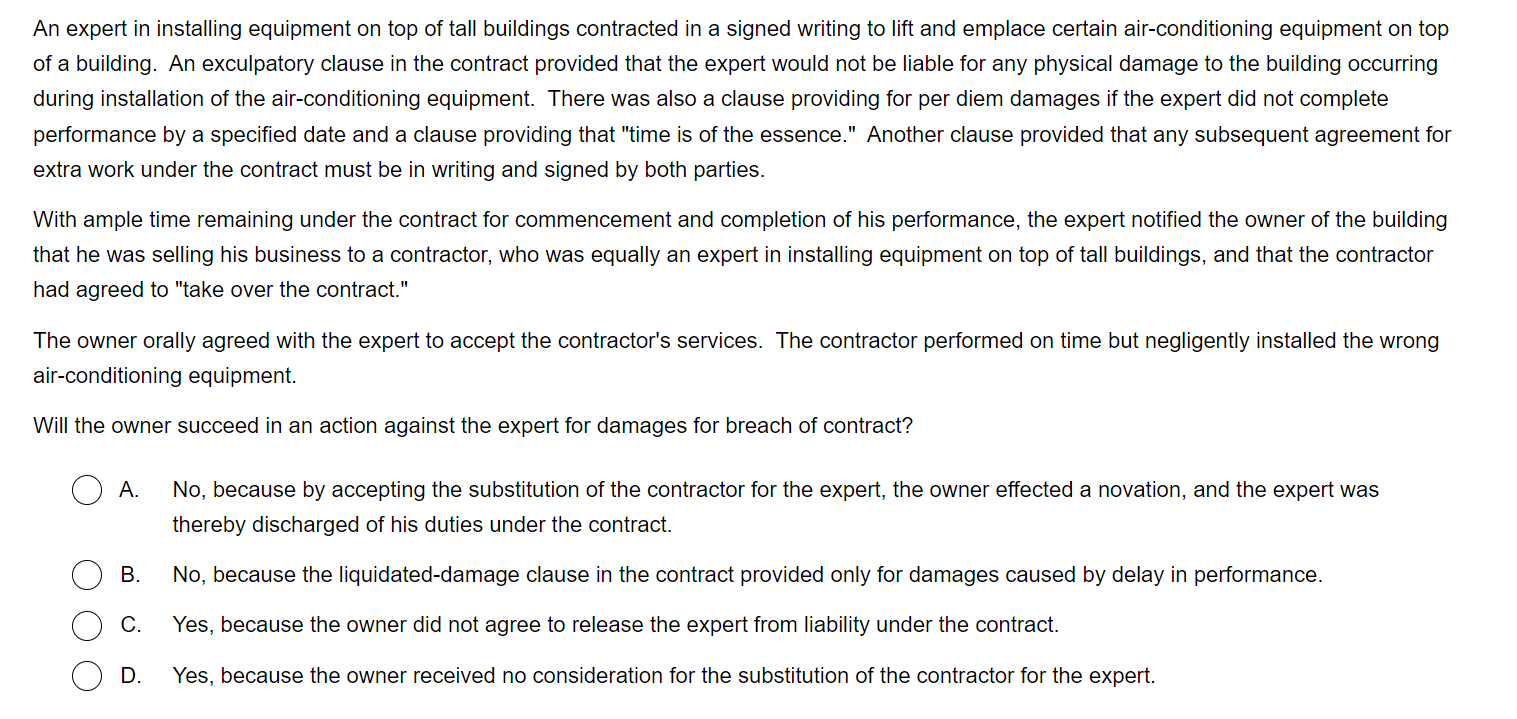 An expert in installing equipment on top of tall buildings contracted in a signed writing to lift and emplace certain air-conditioning equipment on top
of a building.  An exculpatory clause in the contract provided that the expert would not be liable for any physical damage to the building occurring
during installation of the air-conditioning equipment.  There was also a clause providing for per diem damages if the expert did not complete
performance by a specified date and a clause providing that "time is of the essence."  Another clause provided that any subsequent agreement for
extra work under the contract must be in writing and signed by both parties.
With ample time remaining under the contract for commencement and completion of his performance, the expert notified the owner of the building
that he was selling his business to a contractor, who was equally an expert in installing equipment on top of tall buildings, and that the contractor
had agreed to "take over the contract."
The owner orally agreed with the expert to accept the contractor's services.  The contractor performed on time but negligently installed the wrong
air-conditioning equipment.
Will the owner succeed in an action against the expert for damages for breach of contract?
A. No, because by accepting the substitution of the contractor for the expert, the owner effected a novation, and the expert was
thereby discharged of his duties under the contract.
B. No, because the liquidated-damage clause in the contract provided only for damages caused by delay in performance.
C. Yes, because the owner did not agree to release the expert from liability under the contract.
D. Yes, because the owner received no consideration for the substitution of the contractor for the expert.